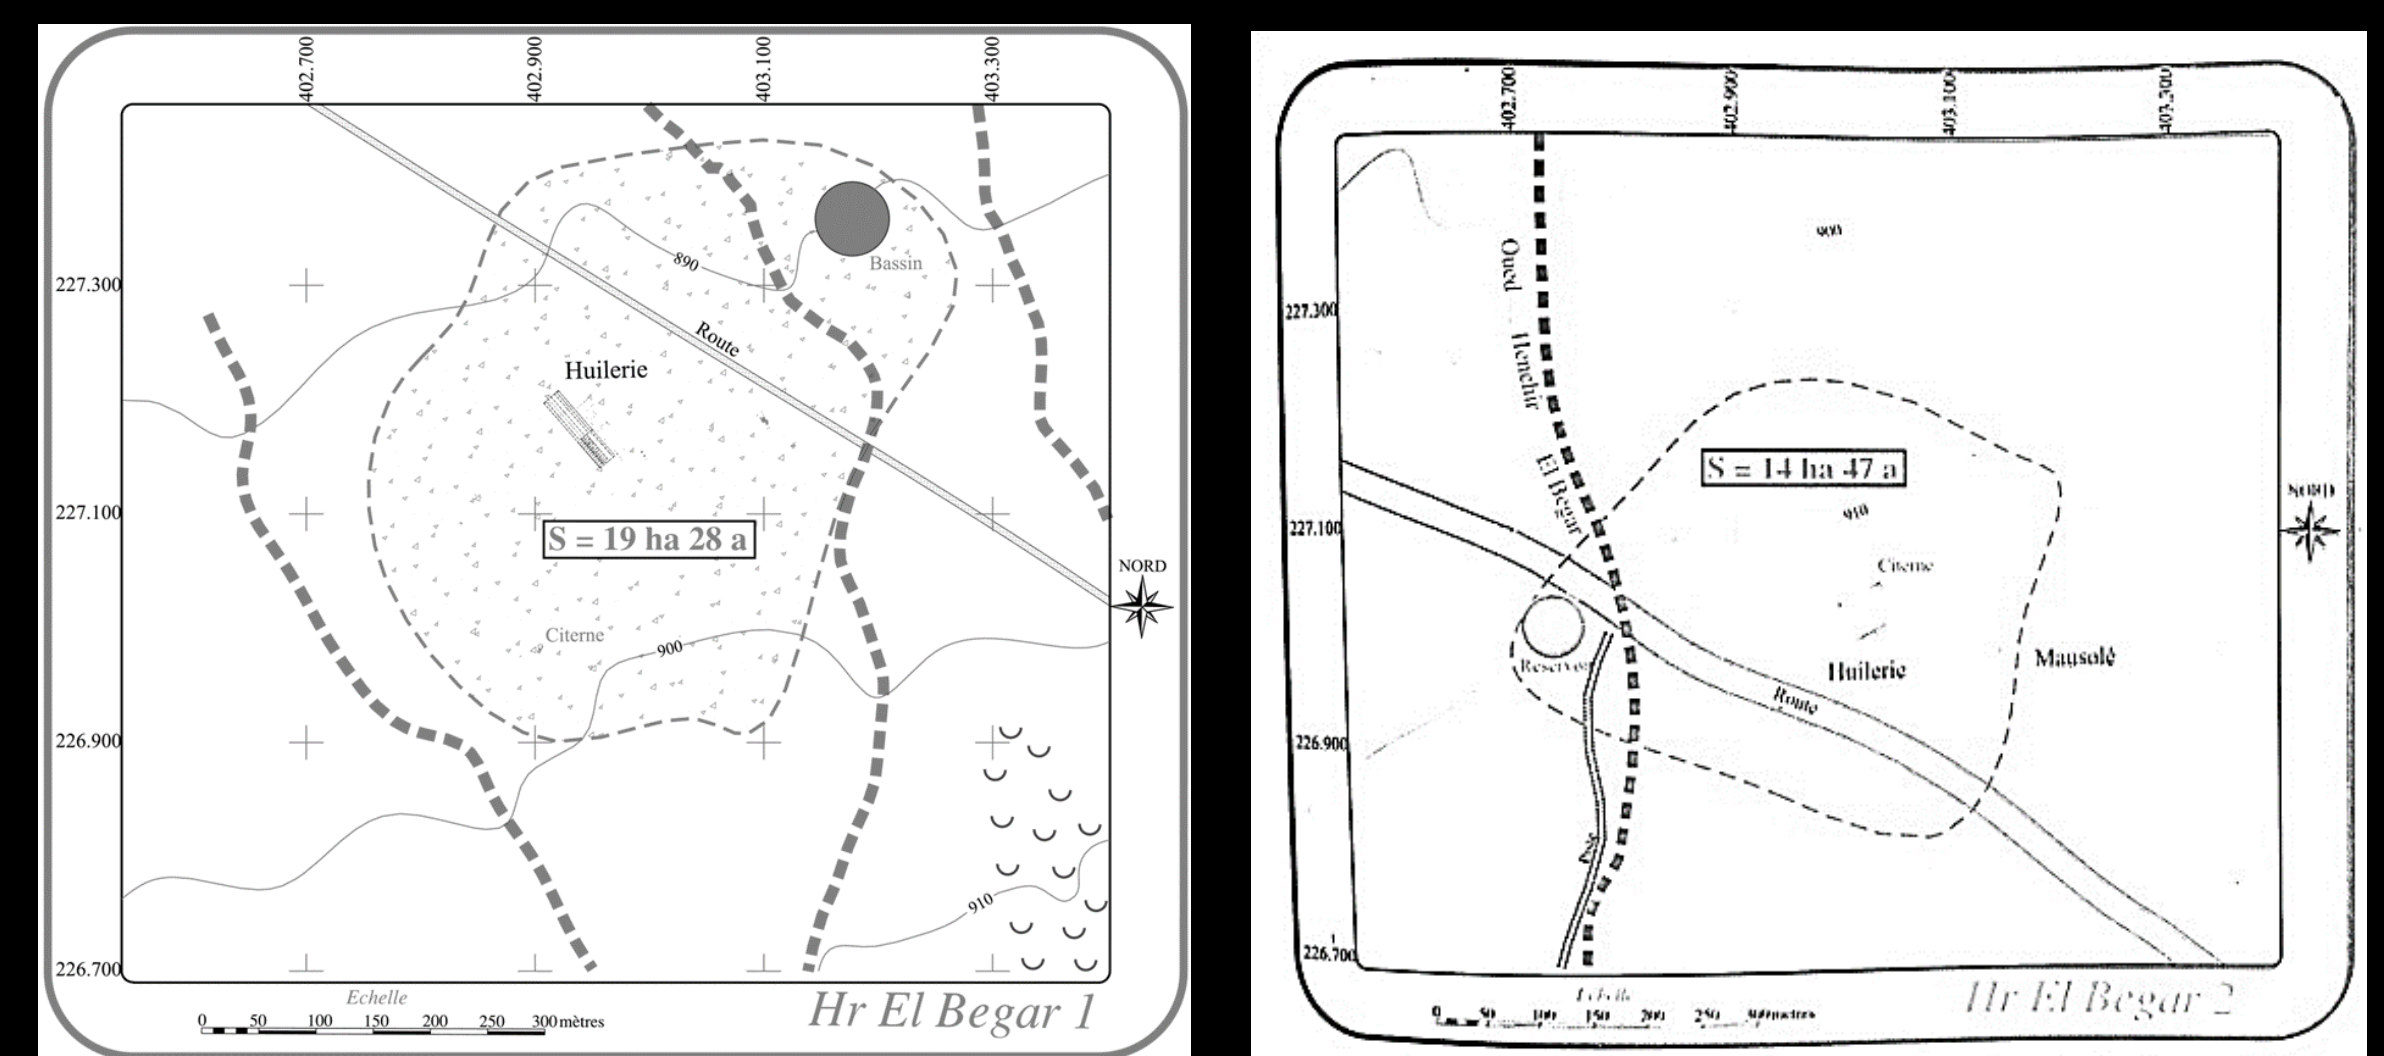 402.700
402.900
403.100
403.300
227.300
890
Bassin
Route
Huilerie
227.100
S = 19 ha 28 a
NORD
Citerne
900
226.900
910
226.700
Echelle
0 50 100 150 200 250 300 mètres
Hr El Begar 1
402.700
402.900
403.100
403.300
900
Oued Henchir El Begar
227.300
S = 14 ha 47 a
910
NORD
227.100
Citerne
Mausolé
Huilerie
Route
226.900
226.700
Echelle
0 50 100 150 200 250 300 metres
Hr El Begar 2